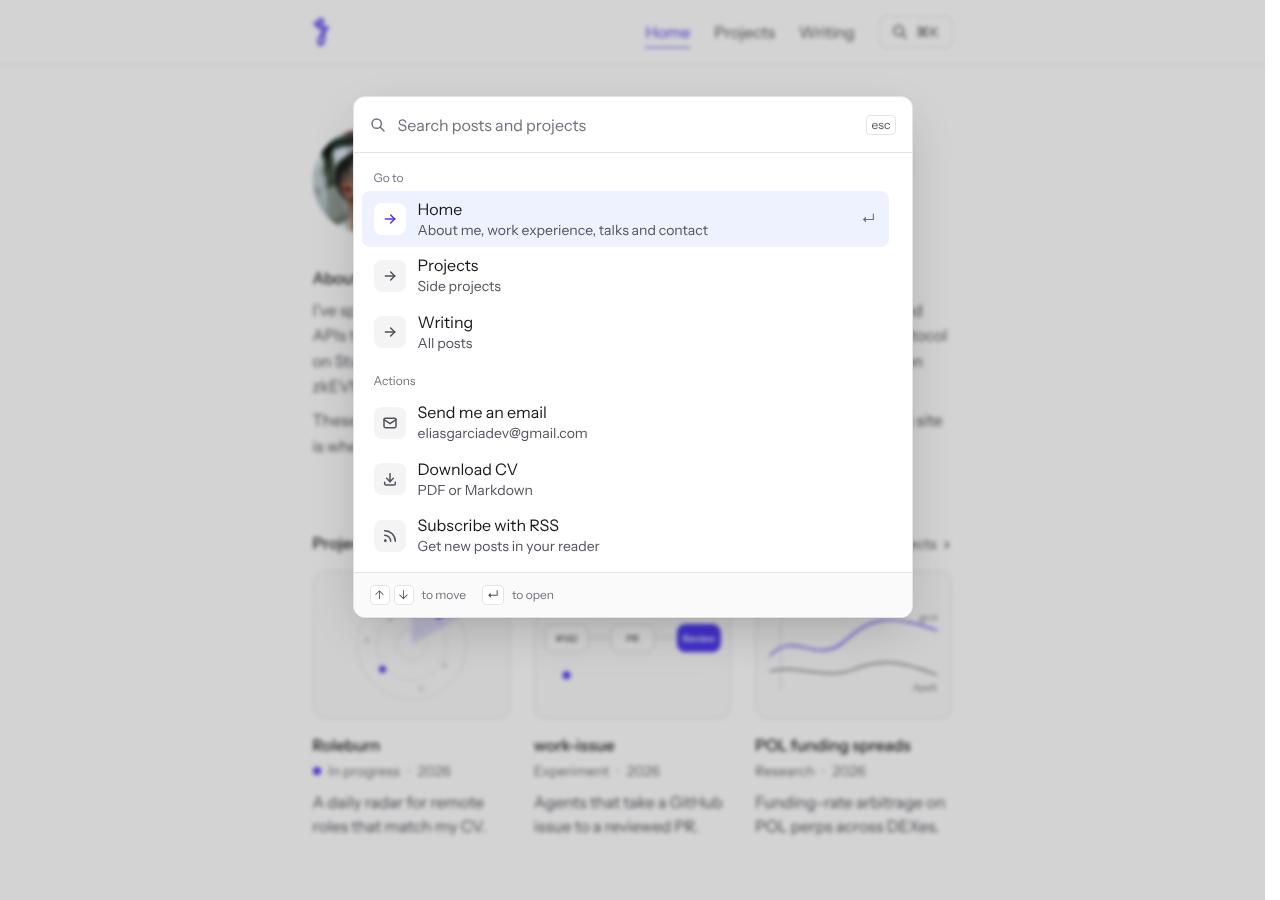 Home Projects Writing ⌘K
Search posts and projects esc
Go to
Home
About me, work experience, talks and contact
Projects
Side projects
Writing
All posts
Actions
Send me an email
eliasgarciadev@gmail.com
Download CV
PDF or Markdown
Subscribe with RSS
Get new posts in your reader
↑ ↓ to move ↵ to open
PR Review
Roleburn work-issue POL funding spreads
In progress · 2026 Experiment · 2026 Research · 2026
A daily radar for remote Agents that take a GitHub Funding-rate arbitrage on
roles that match my CV. issue to a reviewed PR. POL perps across DEXes.